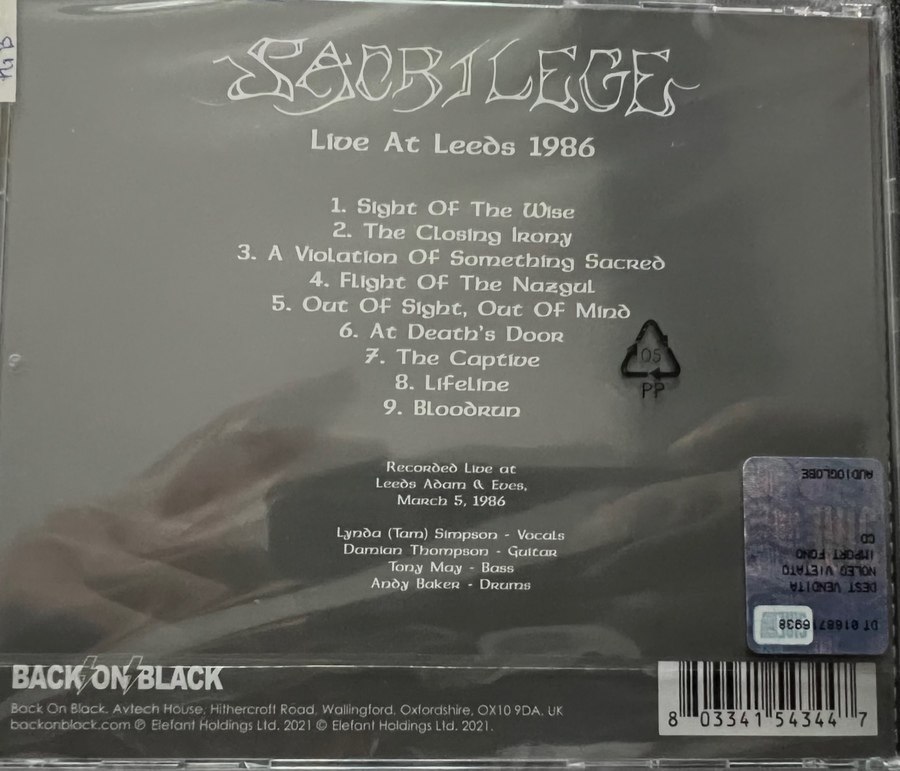 SACRILEGE
Live At Leeds 1986
1. Sight Of The Wise
2. The Closing Irony
3. A Violation Of Something Sacred
4. Flight Of The Nazgul
5. Out Of Sight, Out Of Mind
6. At Death's Door
7. The Captive
8. Lifeline
9. Bloodrun
05
PP
Recorded Live at
Leeds Adam & Eves,
March 5, 1986
Lynda (Tam) Simpson - Vocals
Damian Thompson - Guitar
Tony May - Bass
Andy Baker - Drums
DT 0168716938
DEST VENDITA
NOLEG VIETATO
IMPORT FONO
CD
AUDIOGLOBE
BACK ON BLACK
Back On Black. Avtech House, Hithercroft Road, Wallingford, Oxfordshire, OX10 9DA. UK
backonblack.com ℗ Elefant Holdings Ltd. 2021 © Elefant Holdings Ltd. 2021.
8 03341 54344 7